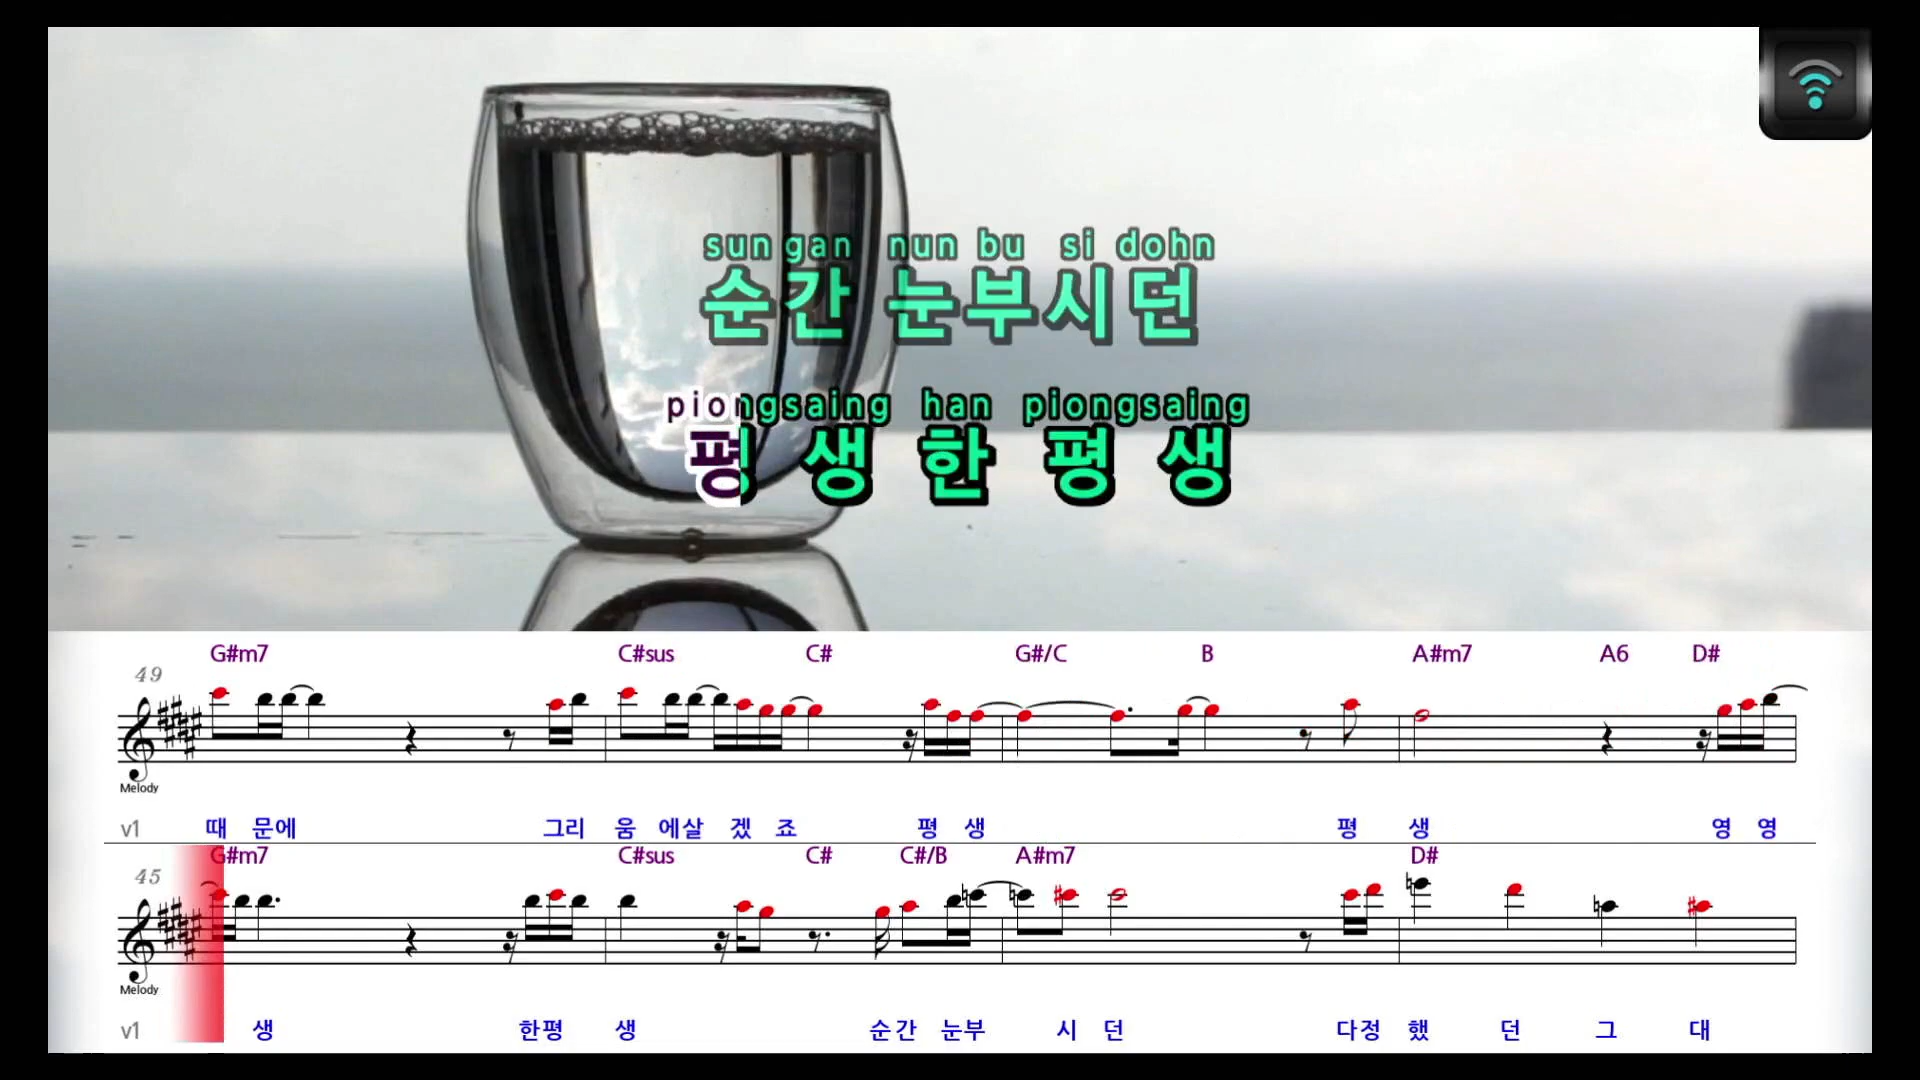 sun gan nun bu si dohn
순간 눈부시던
piongsaing han piongsaing
평 생 한 평 생
G#m7 C#sus C# G#/C B A#m7 A6 D#
49
Melody
v1 때 문에 그리 움 에살 겠 죠 평 생 평 생 영 영
G#m7 C#sus C# C#/B A#m7 D#
45
Melody
v1 생 한평 생 순간 눈부 시 던 다정 했 던 그 대